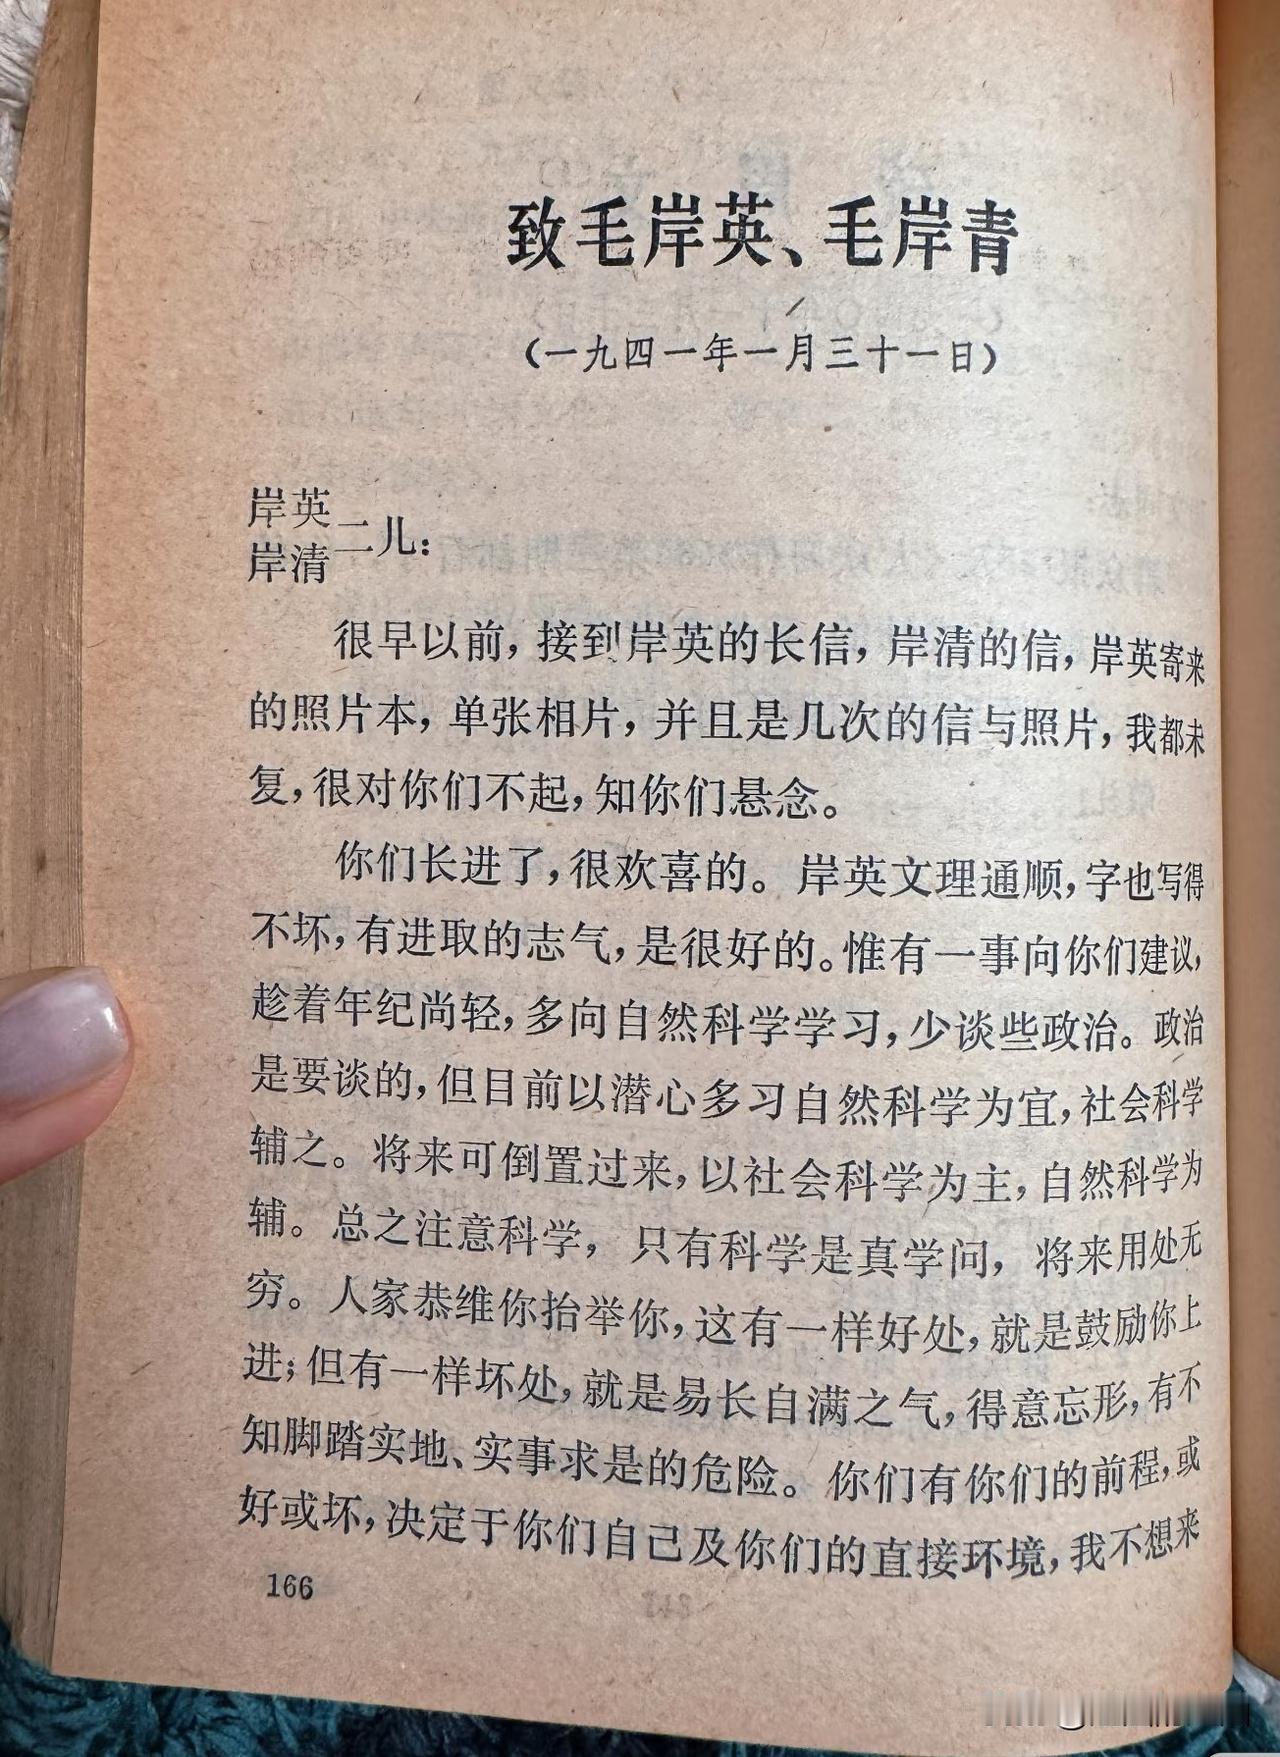 致毛岸英、毛岸青
（一九四一年一月三十一日）
岸英
岸清
二儿：
很早以前，接到岸英的长信，岸清的信，岸英寄来
的照片本，单张相片，并且是几次的信与照片，我都未
复，很对你们不起，知你们悬念。
你们长进了，很欢喜的。岸英文理通顺，字也写得
不坏，有进取的志气，是很好的。惟有一事向你们建议，
趁着年纪尚轻，多向自然科学学习，少谈些政治。政治
是要谈的，但目前以潜心多习自然科学为宜，社会科学
辅之。将来可倒置过来，以社会科学为主，自然科学为
辅。总之注意科学，只有科学是真学问，将来用处无
穷。人家恭维你抬举你，这有一样好处，就是鼓励你上
进；但有一样坏处，就是易长自满之气，得意忘形，有不
知脚踏实地、实事求是的危险。你们有你们的前程，或
好或坏，决定于你们自己及你们的直接环境，我不想来
166